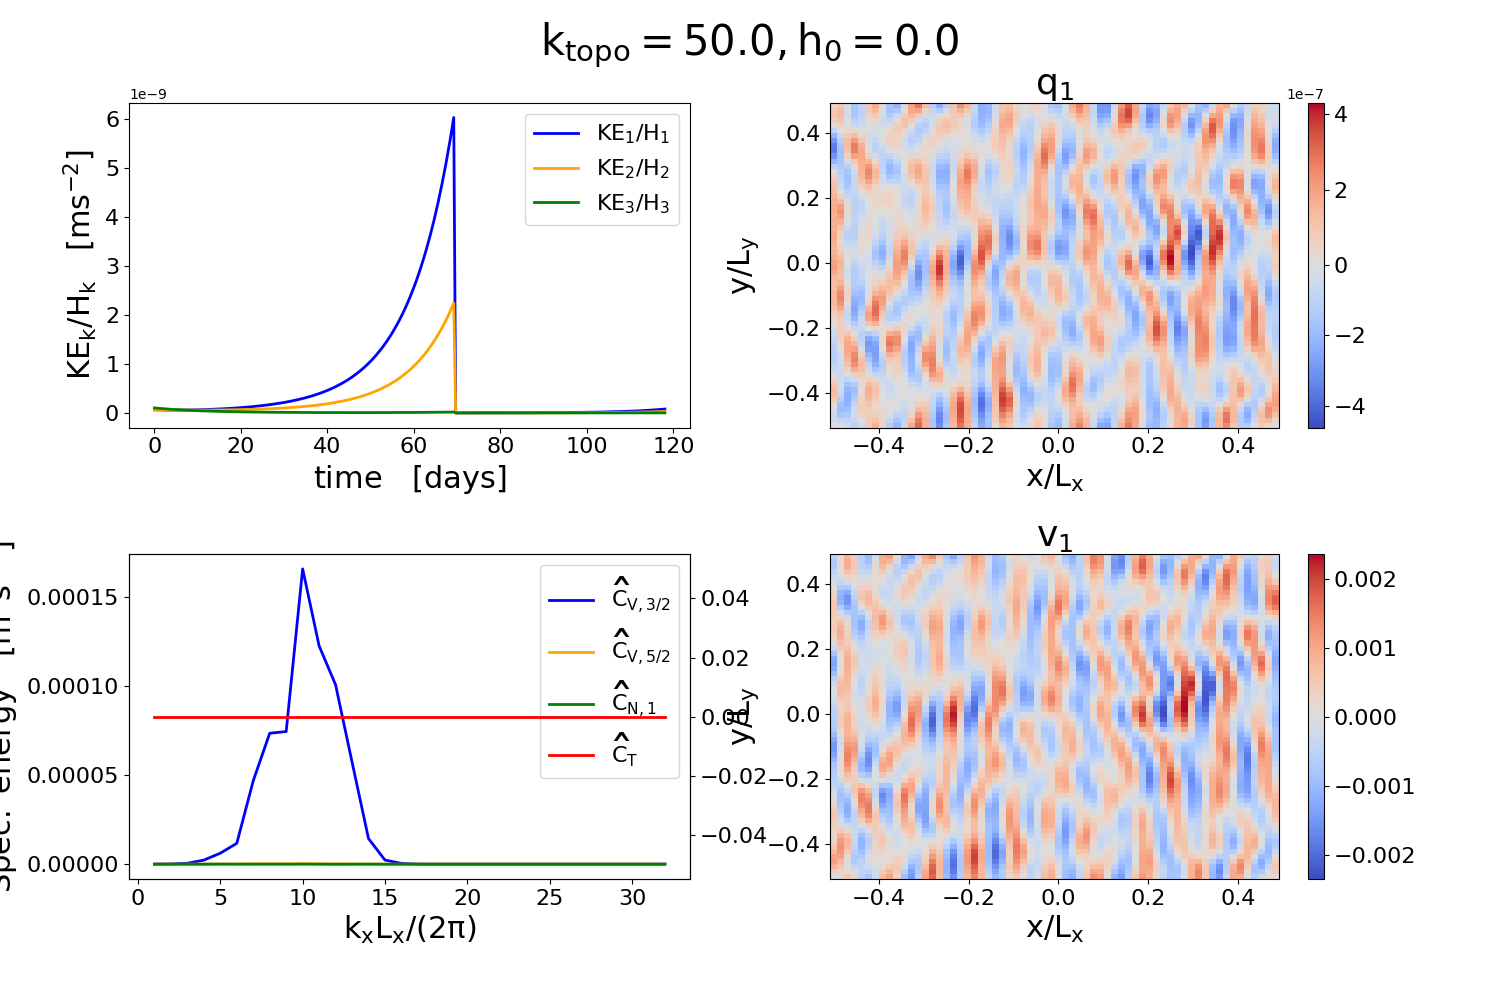 k_topo = 50.0, h_0 = 0.0
1e−9
KE_k/H_k [ms^−2]
6
5
4
3
2
1
0
KE_1/H_1
KE_2/H_2
KE_3/H_3
0 20 40 60 80 100 120
time [days]
q_1
1e−7
y/L_y
0.4
0.2
0.0
−0.2
−0.4
−0.4 −0.2 0.0 0.2 0.4
x/L_x
4
2
0
−2
−4
Spec. energy
0.00015
0.00010
0.00005
0.00000
Ĉ_V,3/2
Ĉ_V,5/2
Ĉ_N,1
Ĉ_T
0.04
0.02
0.00
−0.02
−0.04
0 5 10 15 20 25 30
k_xL_x/(2π)
v_1
y/L_y
0.4
0.2
0.0
−0.2
−0.4
−0.4 −0.2 0.0 0.2 0.4
x/L_x
0.002
0.001
0.000
−0.001
−0.002